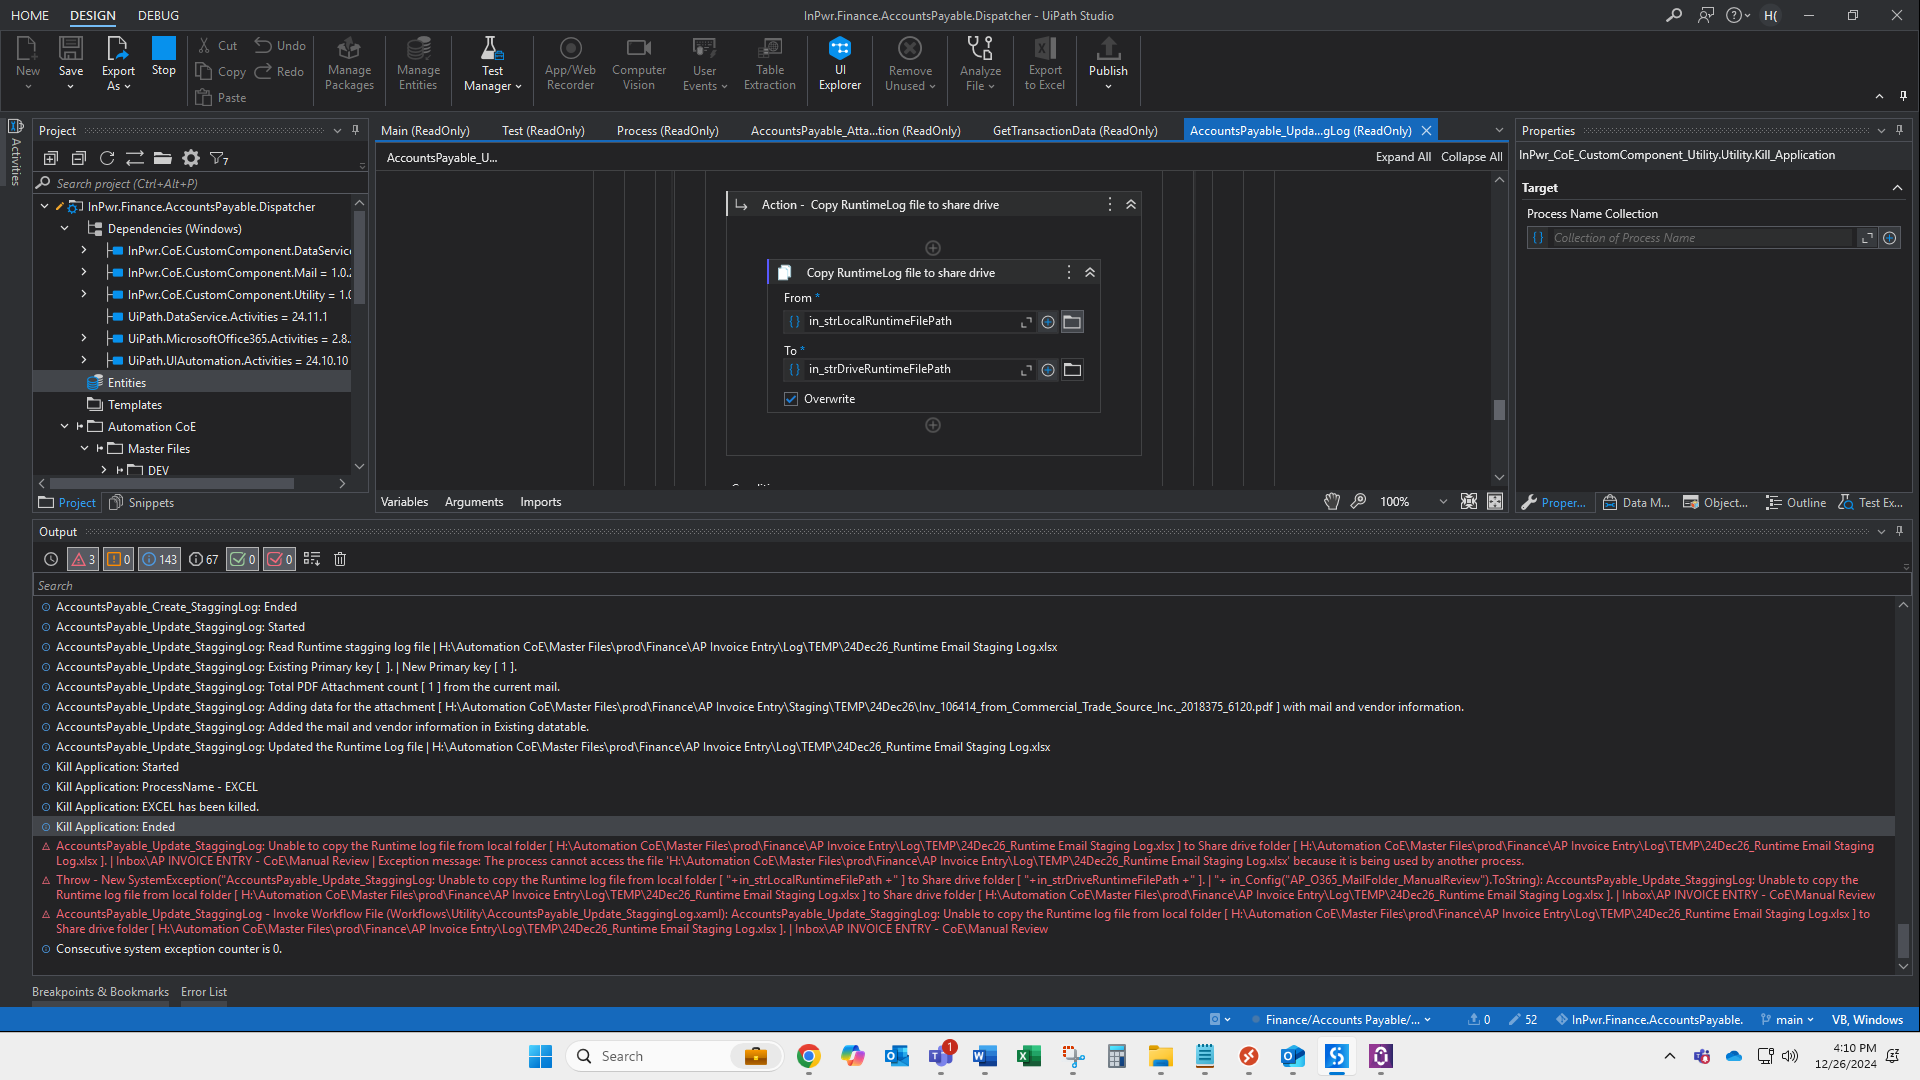 HOME DESIGN DEBUG
InPwr.Finance.AccountsPayable.Dispatcher - UiPath Studio
H(
New
Save
Export As
Stop
Cut
Copy
Paste
Undo
Redo
Manage Packages
Manage Entities
Test Manager
App/Web Recorder
Computer Vision
User Events
Table Extraction
UI Explorer
Remove Unused
Analyze File
Export to Excel
Publish
Activities
Project
7
Search project (Ctrl+Alt+P)
InPwr.Finance.AccountsPayable.Dispatcher
Dependencies (Windows)
InPwr.CoE.CustomComponent.DataService
InPwr.CoE.CustomComponent.Mail = 1.0.
InPwr.CoE.CustomComponent.Utility = 1.0
UiPath.DataService.Activities = 24.11.1
UiPath.MicrosoftOffice365.Activities = 2.8.
UiPath.UIAutomation.Activities = 24.10.10
Entities
Templates
Automation CoE
Master Files
DEV
Project Snippets
Main (ReadOnly) Test (ReadOnly) Process (ReadOnly) AccountsPayable_Atta...tion (ReadOnly) GetTransactionData (ReadOnly) AccountsPayable_Upda...gLog (ReadOnly)
AccountsPayable_U...
Expand All Collapse All
Action - Copy RuntimeLog file to share drive
Copy RuntimeLog file to share drive
From *
in_strLocalRuntimeFilePath
To *
in_strDriveRuntimeFilePath
Overwrite
Variables Arguments Imports
100%
Properties
InPwr_CoE_CustomComponent_Utility.Utility.Kill_Application
Target
Process Name Collection
Collection of Process Name
Proper... Data M... Object... Outline Test Ex...
Output
3 0 143 67 0 0
Search
AccountsPayable_Create_StaggingLog: Ended
AccountsPayable_Update_StaggingLog: Started
AccountsPayable_Update_StaggingLog: Read Runtime stagging log file | H:\Automation CoE\Master Files\prod\Finance\AP Invoice Entry\Log\TEMP\24Dec26_Runtime Email Staging Log.xlsx
AccountsPayable_Update_StaggingLog: Existing Primary key [  ]. | New Primary key [ 1 ].
AccountsPayable_Update_StaggingLog: Total PDF Attachment count [ 1 ] from the current mail.
AccountsPayable_Update_StaggingLog: Adding data for the attachment [ H:\Automation CoE\Master Files\prod\Finance\AP Invoice Entry\Staging\TEMP\24Dec26\Inv_106414_from_Commercial_Trade_Source_Inc._2018375_6120.pdf ] with mail and vendor information.
AccountsPayable_Update_StaggingLog: Added the mail and vendor information in Existing datatable.
AccountsPayable_Update_StaggingLog: Updated the Runtime Log file | H:\Automation CoE\Master Files\prod\Finance\AP Invoice Entry\Log\TEMP\24Dec26_Runtime Email Staging Log.xlsx
Kill Application: Started
Kill Application: ProcessName - EXCEL
Kill Application: EXCEL has been killed.
Kill Application: Ended
AccountsPayable_Update_StaggingLog: Unable to copy the Runtime log file from local folder [ H:\Automation CoE\Master Files\prod\Finance\AP Invoice Entry\Log\TEMP\24Dec26_Runtime Email Staging Log.xlsx ] to Share drive folder [ H:\Automation CoE\Master Files\prod\Finance\AP Invoice Entry\Log\TEMP\24Dec26_Runtime Email Staging
Log.xlsx ]. | Inbox\AP INVOICE ENTRY - CoE\Manual Review | Exception message: The process cannot access the file 'H:\Automation CoE\Master Files\prod\Finance\AP Invoice Entry\Log\TEMP\24Dec26_Runtime Email Staging Log.xlsx' because it is being used by another process.
Throw - New SystemException("AccountsPayable_Update_StaggingLog: Unable to copy the Runtime log file from local folder [ "+in_strLocalRuntimeFilePath +" ] to Share drive folder [ "+in_strDriveRuntimeFilePath +" ]. | "+ in_Config("AP_O365_MailFolder_ManualReview").ToString): AccountsPayable_Update_StaggingLog: Unable to copy the
Runtime log file from local folder [ H:\Automation CoE\Master Files\prod\Finance\AP Invoice Entry\Log\TEMP\24Dec26_Runtime Email Staging Log.xlsx ] to Share drive folder [ H:\Automation CoE\Master Files\prod\Finance\AP Invoice Entry\Log\TEMP\24Dec26_Runtime Email Staging Log.xlsx ]. | Inbox\AP INVOICE ENTRY - CoE\Manual Review
AccountsPayable_Update_StaggingLog - Invoke Workflow File (Workflows\Utility\AccountsPayable_Update_StaggingLog.xaml): AccountsPayable_Update_StaggingLog: Unable to copy the Runtime log file from local folder [ H:\Automation CoE\Master Files\prod\Finance\AP Invoice Entry\Log\TEMP\24Dec26_Runtime Email Staging Log.xlsx ] to
Share drive folder [ H:\Automation CoE\Master Files\prod\Finance\AP Invoice Entry\Log\TEMP\24Dec26_Runtime Email Staging Log.xlsx ]. | Inbox\AP INVOICE ENTRY - CoE\Manual Review
Consecutive system exception counter is 0.
Breakpoints & Bookmarks Error List
Finance/Accounts Payable/... 0 52 InPwr.Finance.AccountsPayable. main VB, Windows
Search
1
4:10 PM
12/26/2024